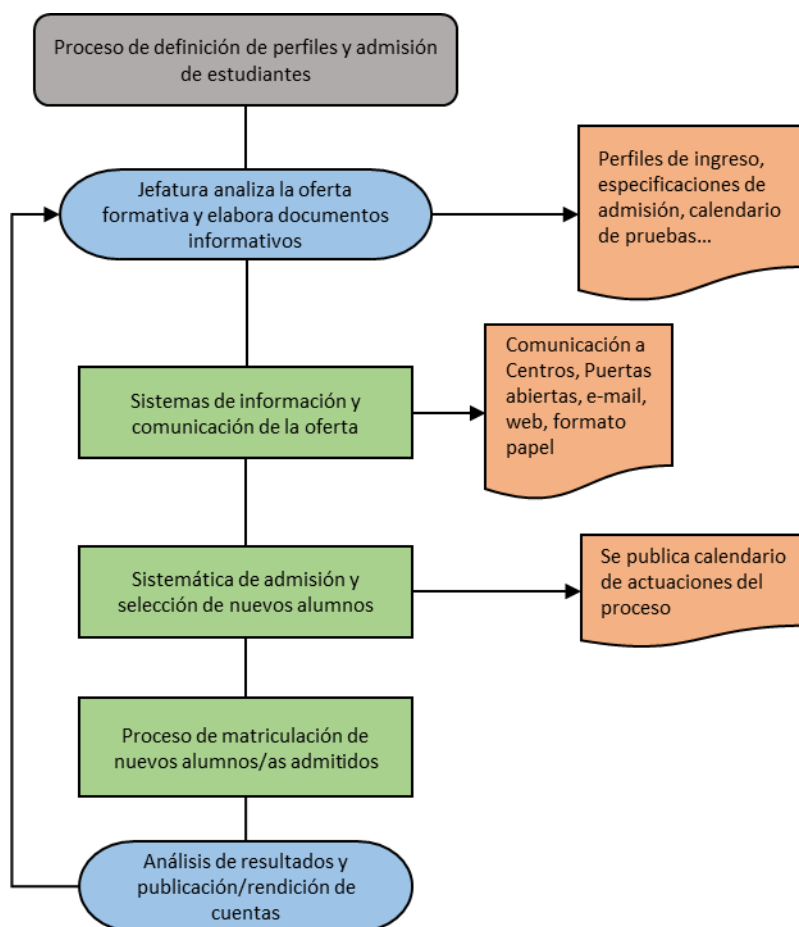 Proceso de definición de perfiles y admisión
de estudiantes
Jefatura analiza la oferta
formativa y elabora documentos
informativos
Perfiles de ingreso,
especificaciones de
admisión, calendario
de pruebas...
Sistemas de información y
comunicación de la oferta
Comunicación a
Centros, Puertas
abiertas, e-mail,
web, formato
papel
Sistemática de admisión y
selección de nuevos alumnos
Se publica calendario
de actuaciones del
proceso
Proceso de matriculación de
nuevos alumnos/as admitidos
Análisis de resultados y
publicación/rendición de
cuentas